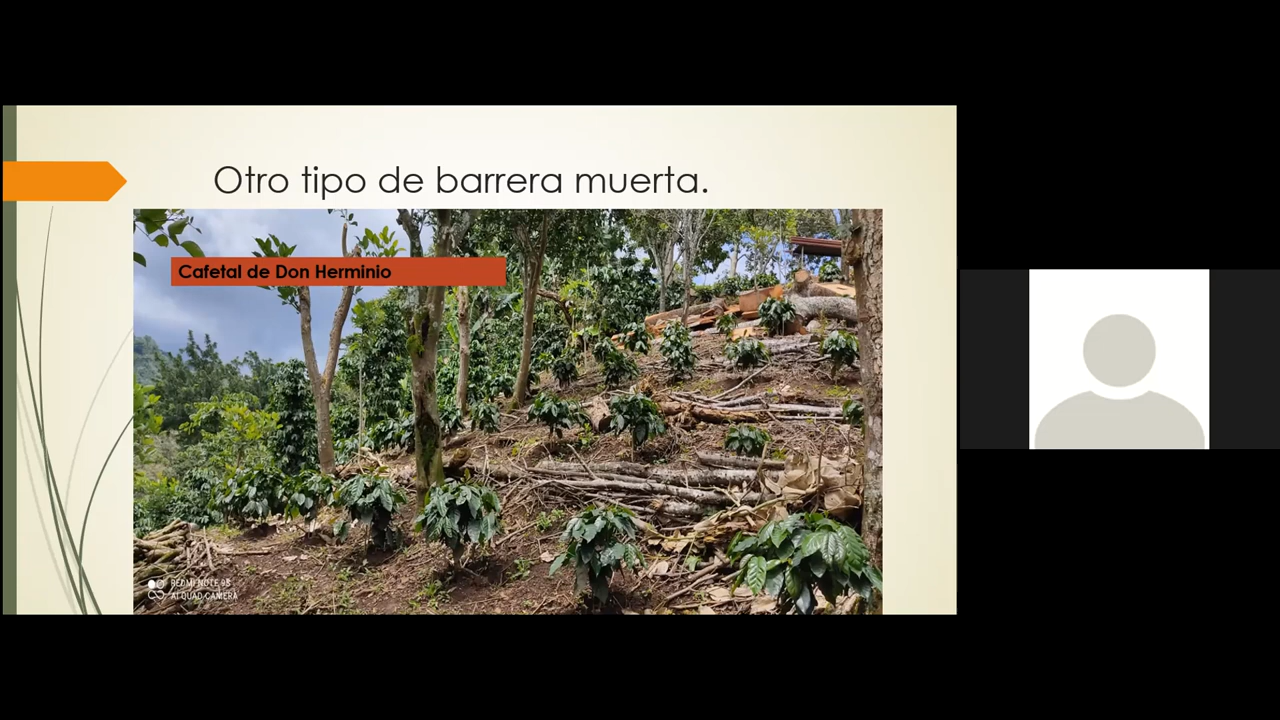 Otro tipo de barrera muerta.
Cafetal de Don Herminio
REDMI NOTE 9S
AI QUAD CAMERA